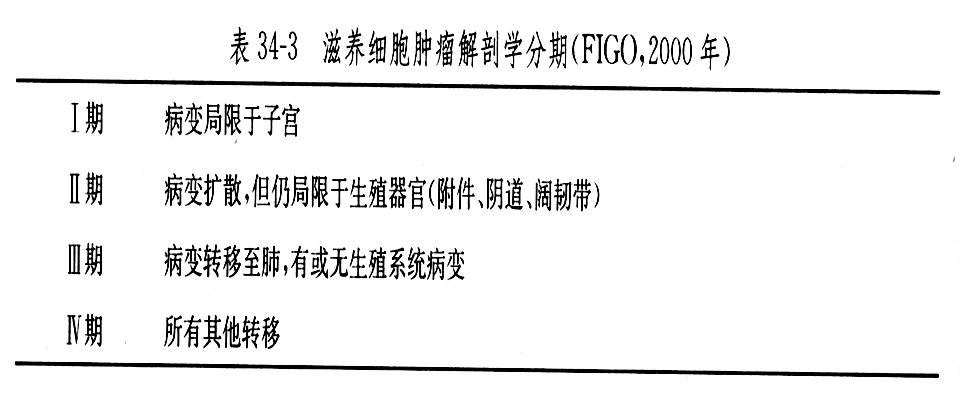 表 34-3 滋养细胞肿瘤解剖学分期(FIGO,2000 年)
Ⅰ期 病变局限于子宫
Ⅱ期 病变扩散,但仍局限于生殖器官(附件、阴道、阔韧带)
Ⅲ期 病变转移至肺,有或无生殖系统病变
Ⅳ期 所有其他转移